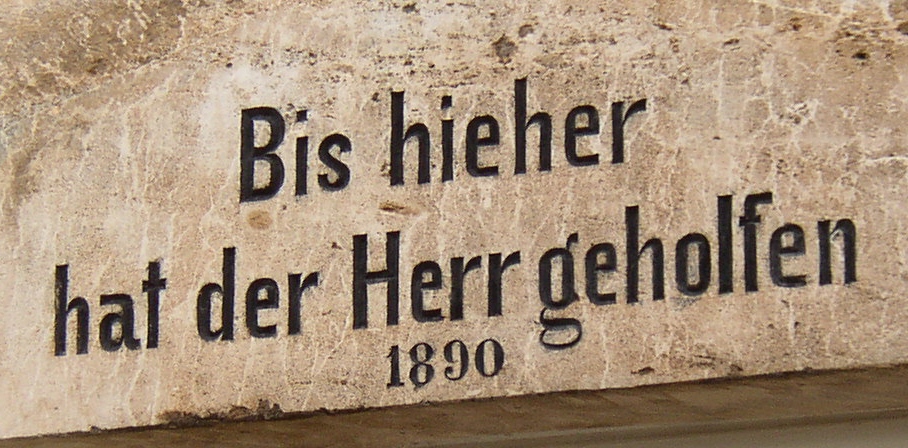 Bis hieher
hat der Herr geholfen
1890